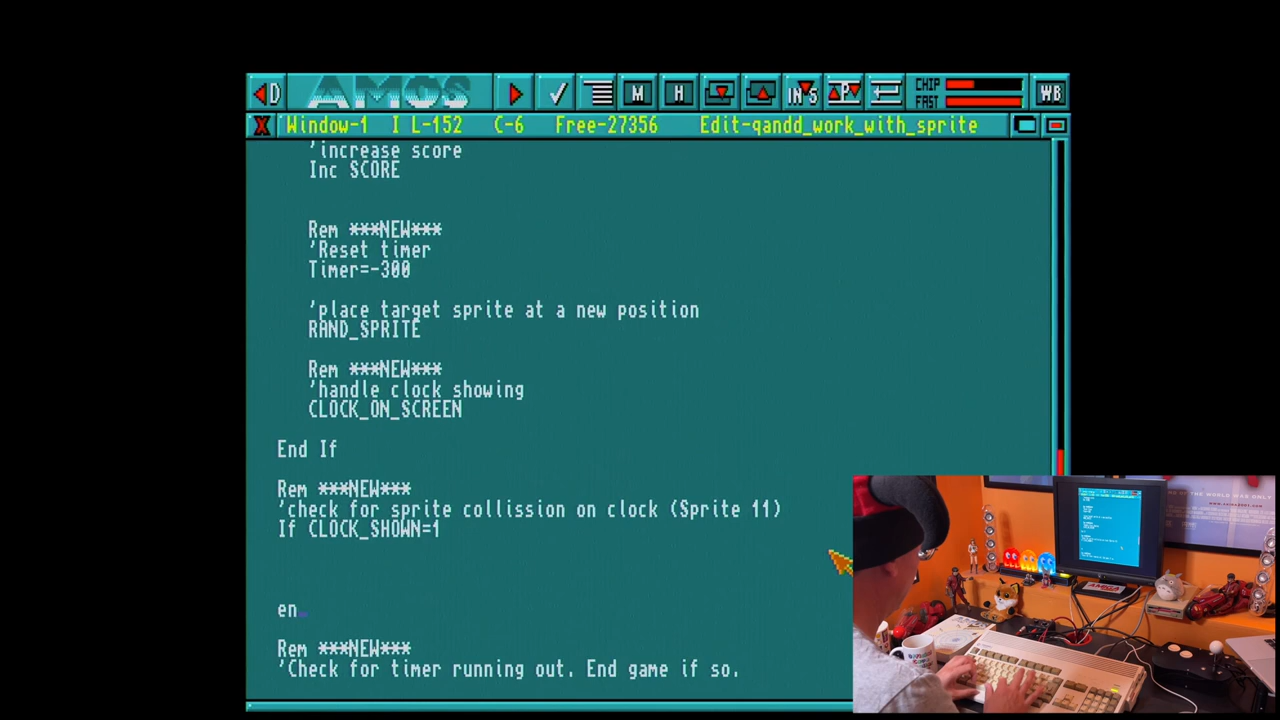 D AMOS M H INS P CHIP FAST WB
X Window-1 I L-152 C-6 Free-27356 Edit-qandd_work_with_sprite
'increase score
Inc SCORE
Rem ***NEW***
'Reset timer
Timer=-300
'place target sprite at a new position
RAND_SPRITE
Rem ***NEW***
'handle clock showing
CLOCK_ON_SCREEN
End If
Rem ***NEW***
'check for sprite collision on clock (Sprite 11)
If CLOCK_SHOWN=1
en
Rem ***NEW***
'Check for timer running out. End game if so.